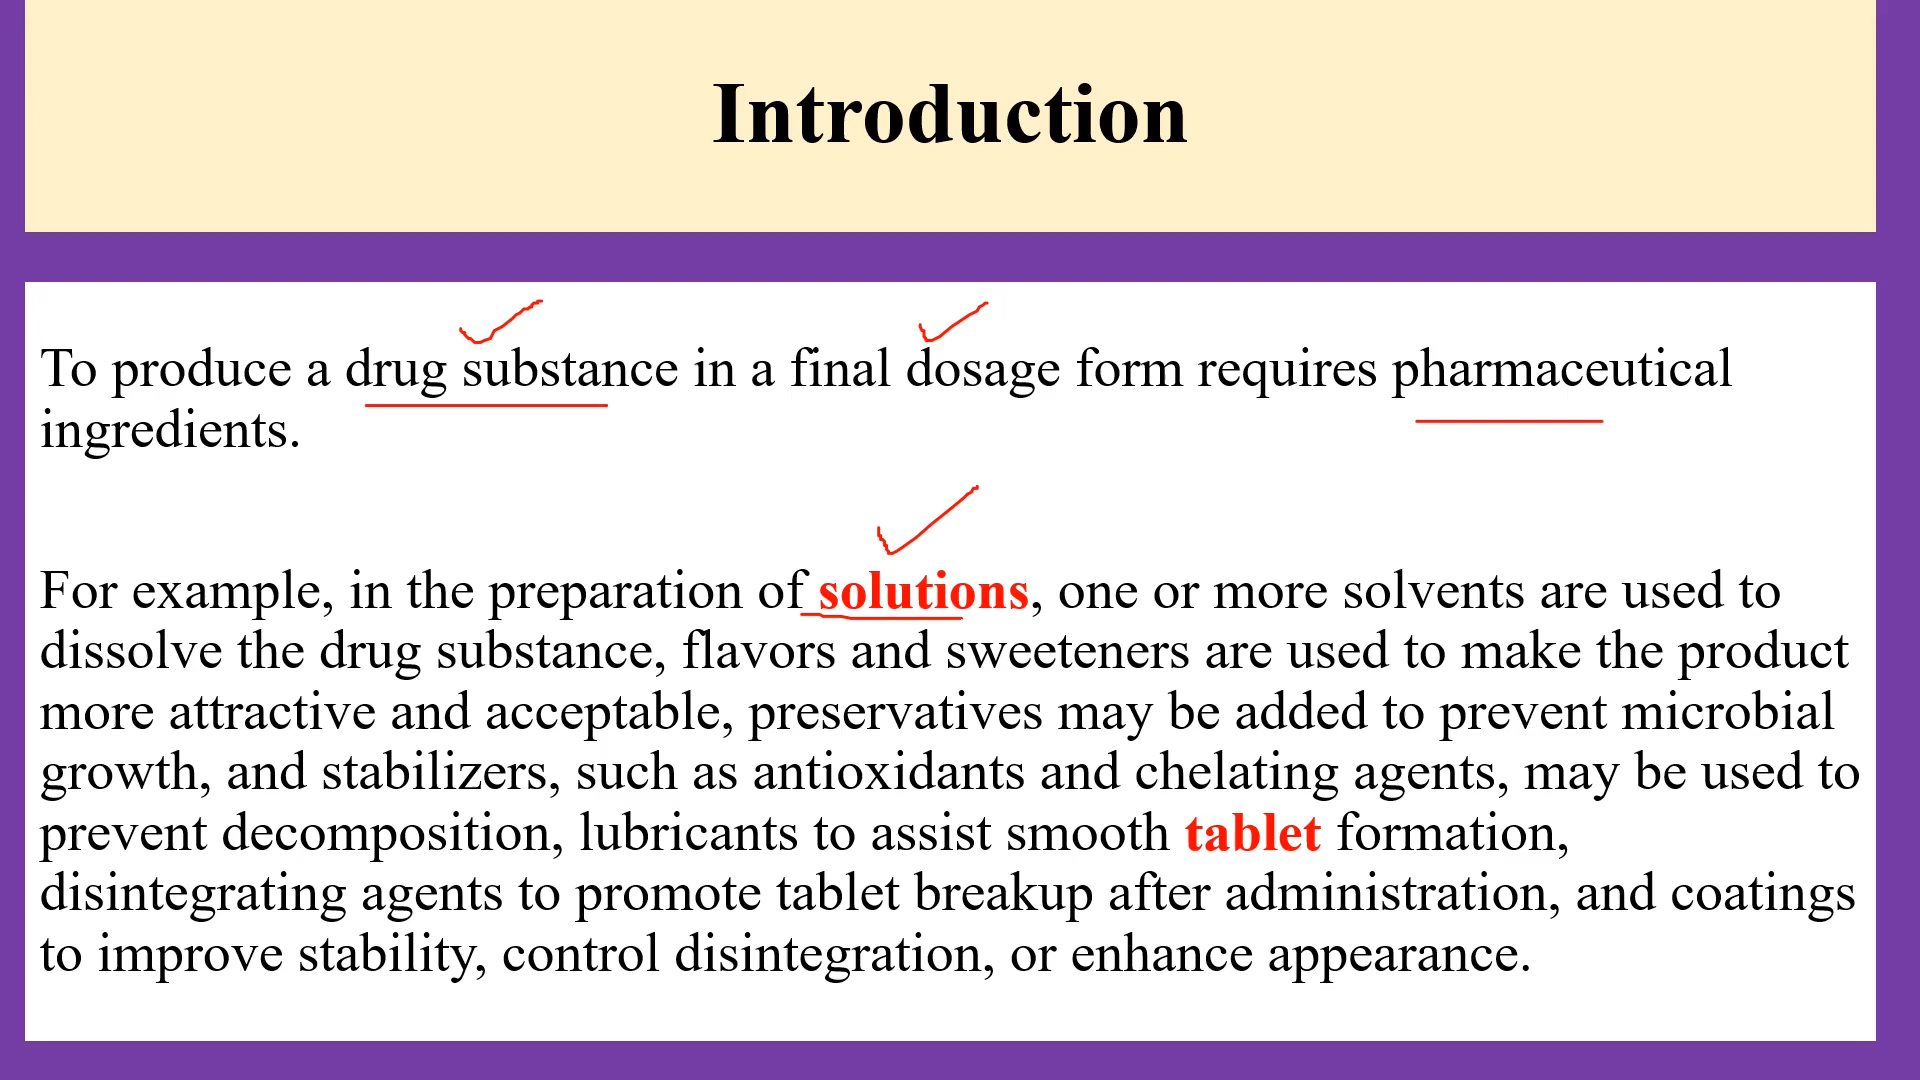 Introduction
To produce a drug substance in a final dosage form requires pharmaceutical
ingredients.
For example, in the preparation of solutions, one or more solvents are used to
dissolve the drug substance, flavors and sweeteners are used to make the product
more attractive and acceptable, preservatives may be added to prevent microbial
growth, and stabilizers, such as antioxidants and chelating agents, may be used to
prevent decomposition, lubricants to assist smooth tablet formation,
disintegrating agents to promote tablet breakup after administration, and coatings
to improve stability, control disintegration, or enhance appearance.